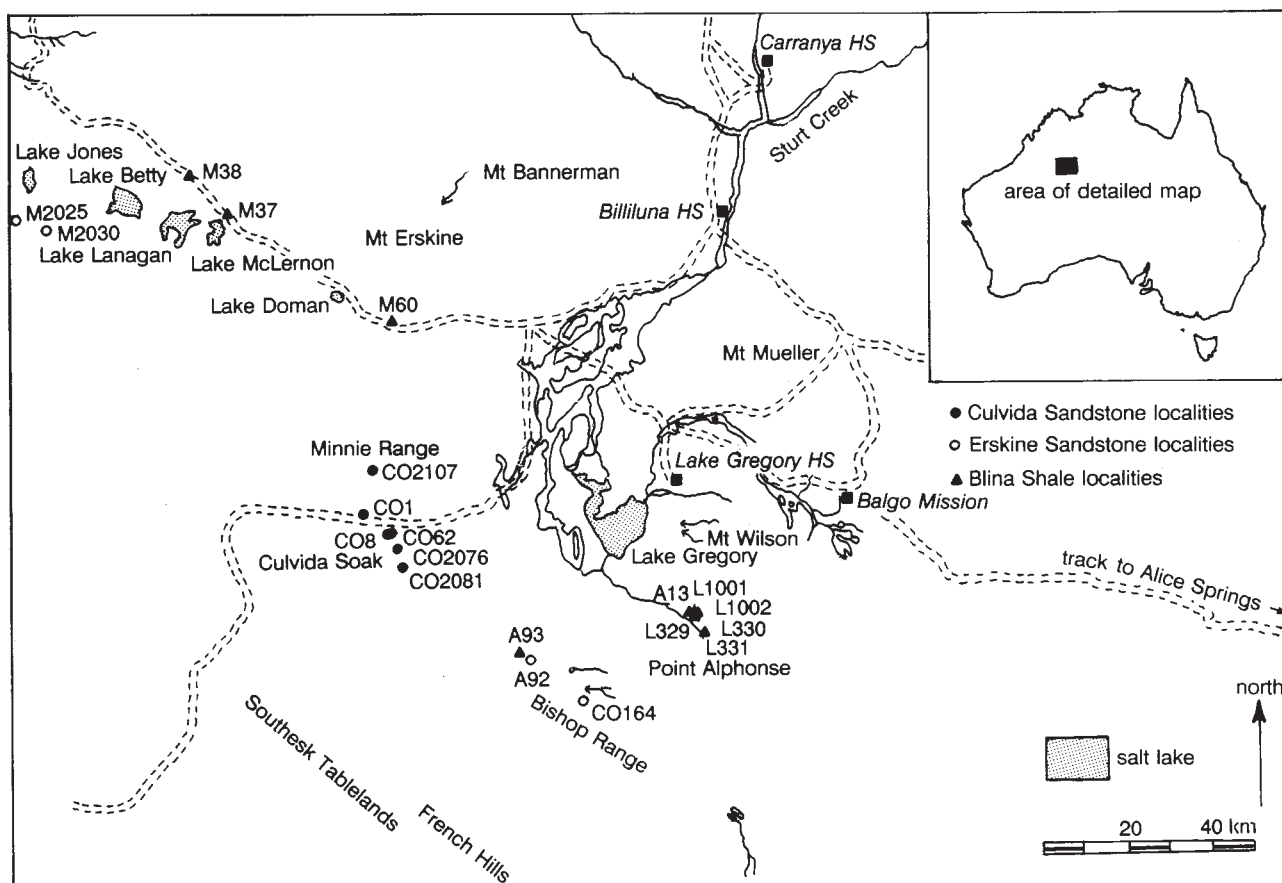 Carranya HS
Sturt Creek
Lake Jones
Lake Betty
M38
Mt Bannerman
area of detailed map
M2025
M37
Billiluna HS
M2030
Mt Erskine
Lake Lanagan
Lake McLernon
Lake Doman
M60
Mt Mueller
Culvida Sandstone localities
Erskine Sandstone localities
Blina Shale localities
Minnie Range
CO2107
Lake Gregory HS
Balgo Mission
CO1
CO8
CO62
Mt Wilson
Culvida Soak
CO2076
Lake Gregory
CO2081
track to Alice Springs
A13
L1001
L1002
L329
L330
L331
A93
Point Alphonse
A92
north
CO164
Bishop Range
Southesk Tablelands
salt lake
French Hills
20
40 km